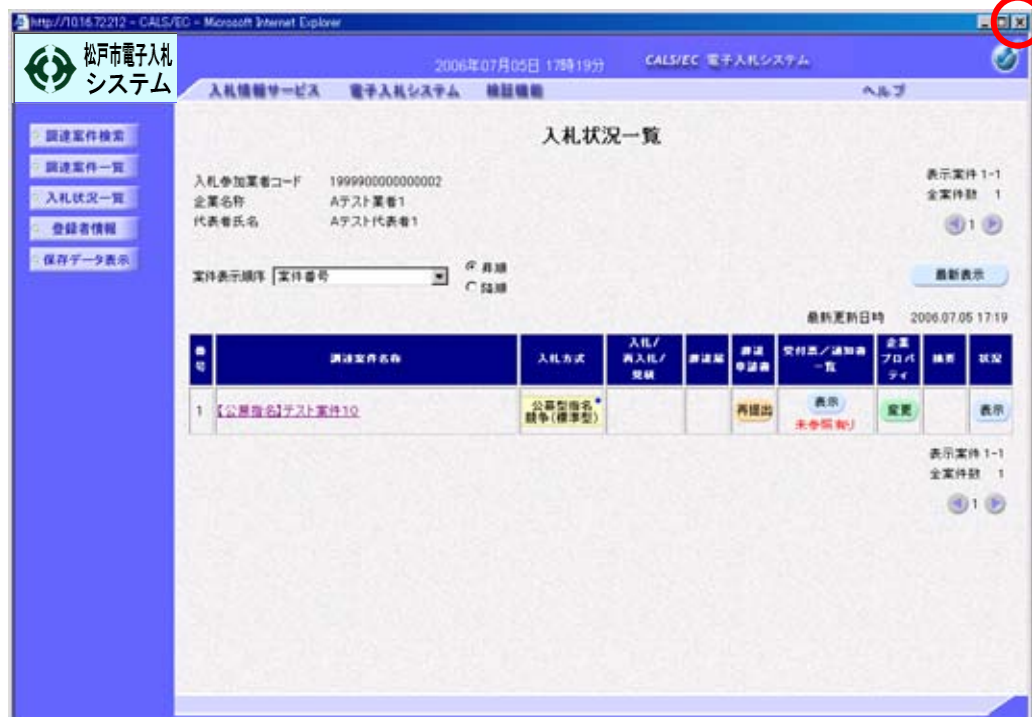 http://10.16.72.212 - CALS/EC - Microsoft Internet Explorer
松戸市電子入札
システム
2006年07月05日 17時19分
CALS/EC 電子入札システム
入札情報サービス 電子入札システム 検証機能 ヘルプ
調達案件検索
調達案件一覧
入札状況一覧
登録者情報
保存データ表示
入札状況一覧
入札参加業者コード 1999900000000002
企業名称 Aテスト業者1
代表者氏名 Aテスト代表者1
表示案件 1-1
全案件数 1
1
案件表示順序 案件番号
昇順
降順
最新表示
最新更新日時 2006.07.05 17:19
番号 調達案件名称 入札方式 入札/再入札/見積 辞退届 調達申請書 受付票/通知書一覧 企業プロパティ 摘要 状況
1 【公募指名】テスト案件10 公募型指名競争(標準型) 再提出 表示 未参照有り 変更 表示
表示案件 1-1
全案件数 1
1